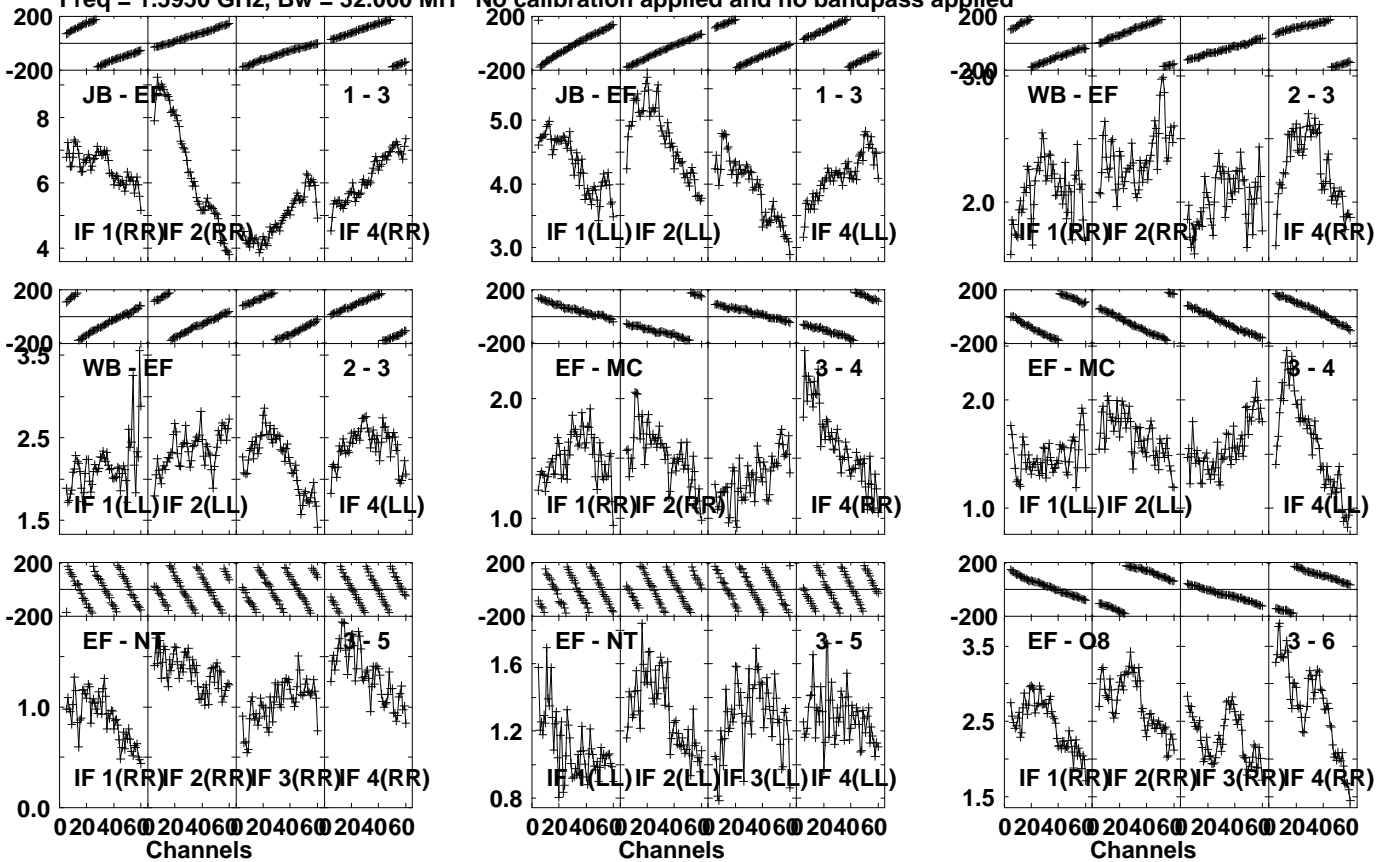 Freq = 1.5950 GHz, Bw = 32.000 MH No calibration applied and no bandpass applied
200 200 200
-200 -200 -200
JB - EF 1 - 3 JB - EF 1 - 3 WB - EF 2 - 3
8 5.0 3.0
6 4.0 2.0
4 3.0
IF 1(RR) IF 2(RR) IF 4(RR) IF 1(LL) IF 2(LL) IF 4(LL) IF 1(RR) IF 2(RR) IF 4(RR)
200 200 200
-200 -200 -200
WB - EF 2 - 3 EF - MC 3 - 4 EF - MC 3 - 4
3.5 2.0 2.0
2.5 1.0 1.0
1.5
IF 1(LL) IF 2(LL) IF 4(LL) IF 1(RR) IF 2(RR) IF 4(RR) IF 1(LL) IF 2(LL) IF 4(LL)
200 200 200
-200 -200 -200
EF - NT 3 - 5 EF - NT 3 - 5 EF - O8 3 - 6
1.0 1.6 3.5
0.0 1.2 2.5
0.8 1.5
IF 1(RR) IF 2(RR) IF 3(RR) IF 4(RR) IF 1(LL) IF 2(LL) IF 3(LL) IF 4(LL) IF 1(RR) IF 2(RR) IF 3(RR) IF 4(RR)
0 20 40 60 0 20 40 60 0 20 40 60 0 20 40 60 0 20 40 60 0 20 40 60 0 20 40 60 0 20 40 60 0 20 40 60 0 20 40 60 0 20 40 60 0 20 40 60
Channels Channels Channels